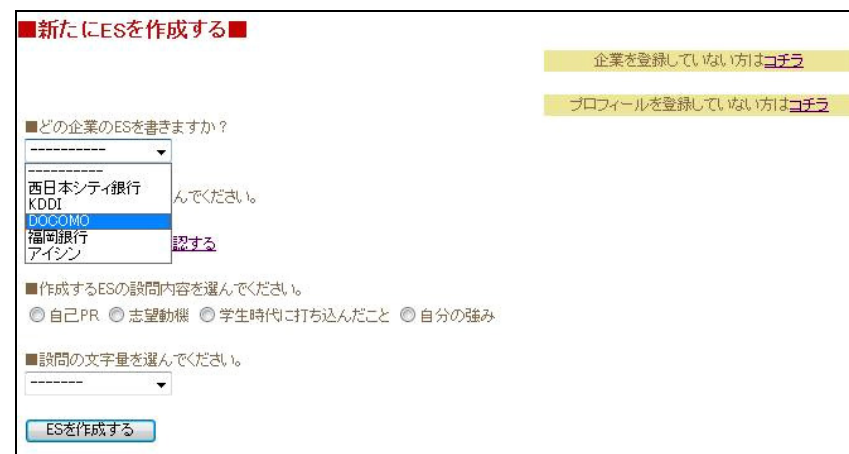 ■新たにESを作成する■
企業を登録していない方はコチラ
プロフィールを登録していない方はコチラ
■どの企業のESを書きますか?
----------
----------
西日本シティ銀行
KDDI
んでください。
DOCOMO
福岡銀行
認する
アイシン
■作成するESの設問内容を選んでください。
自己PR 志望動機 学生時代に打ち込んだこと 自分の強み
■設問の文字量を選んでください。
-------
ESを作成する